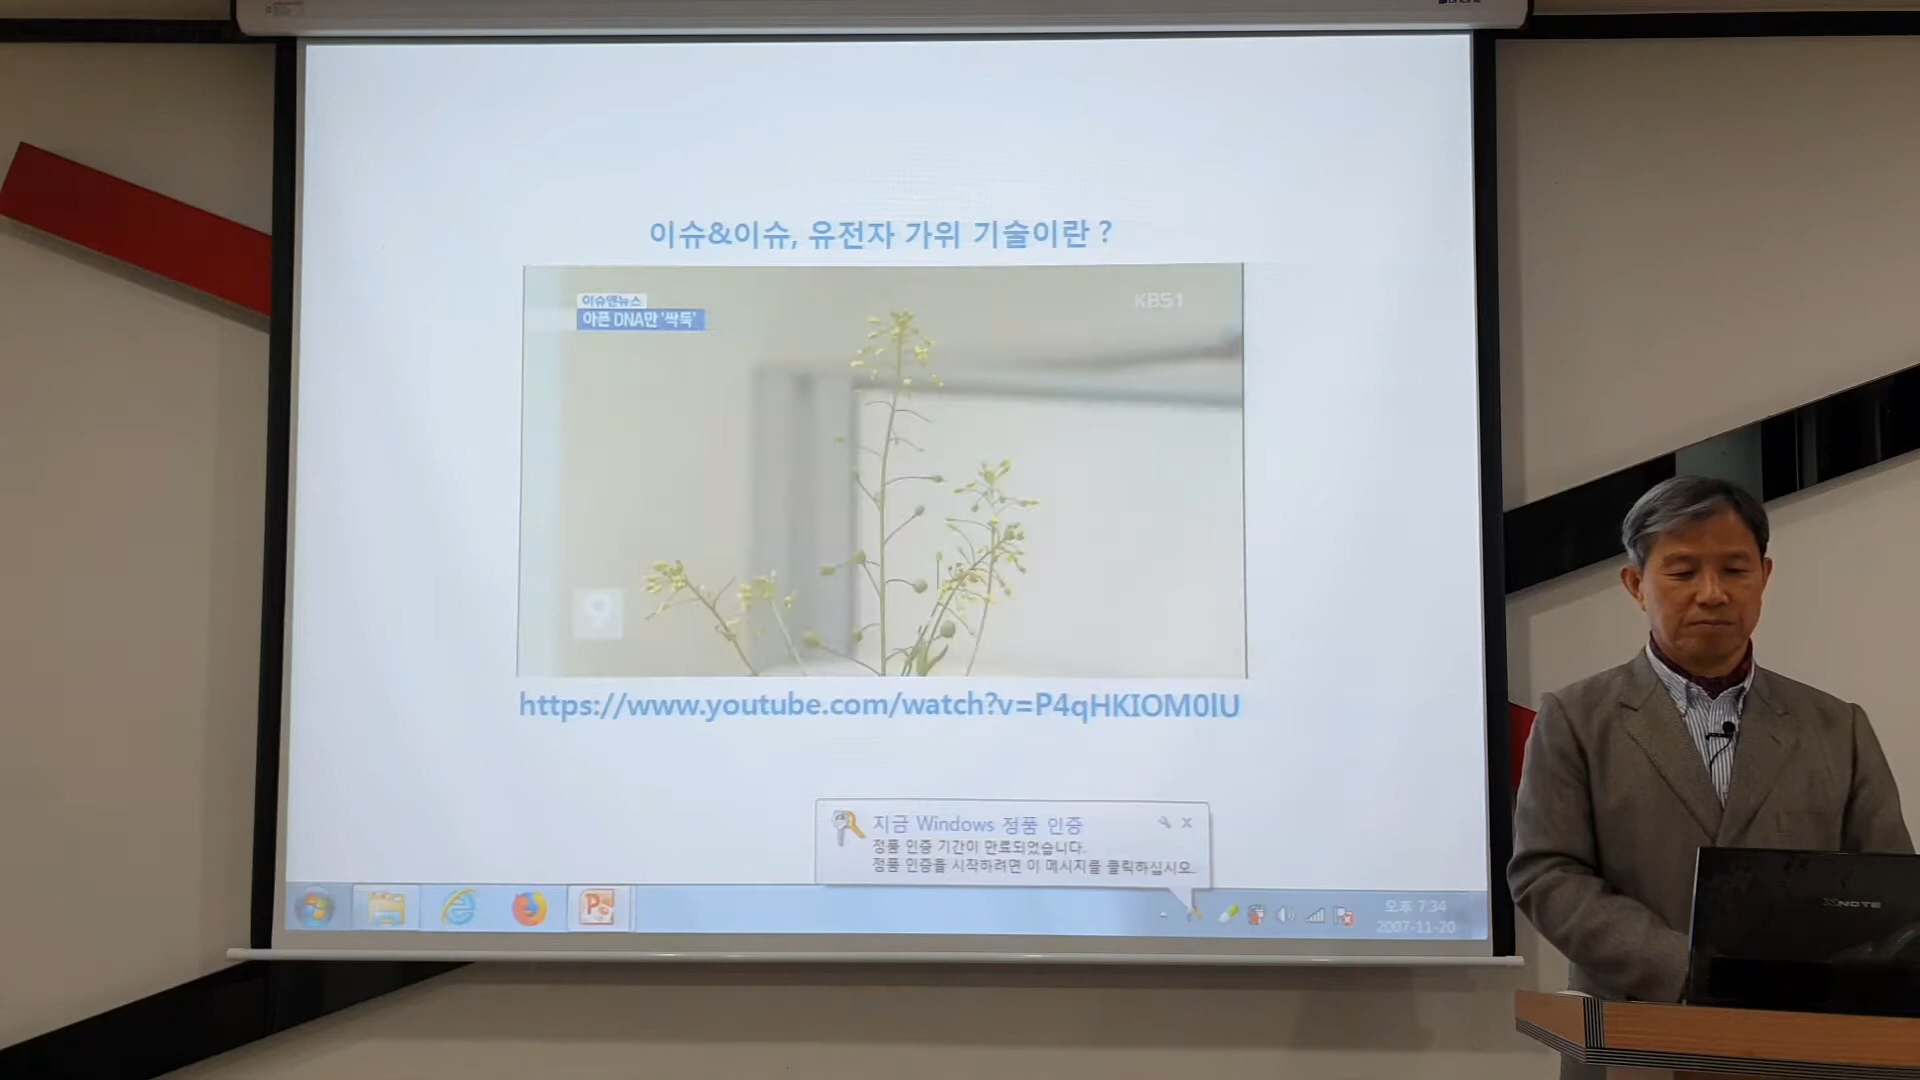 이슈&이슈, 유전자 가위 기술이란 ?
이슈앤뉴스
아픈 DNA만 '싹둑'
KBS1
9
https://www.youtube.com/watch?v=P4qHKIOM0lU
지금 Windows 정품 인증
정품 인증 기간이 만료되었습니다.
정품 인증을 시작하려면 이 메시지를 클릭하십시오.
오후 7:34
2007-11-20
XNOTE